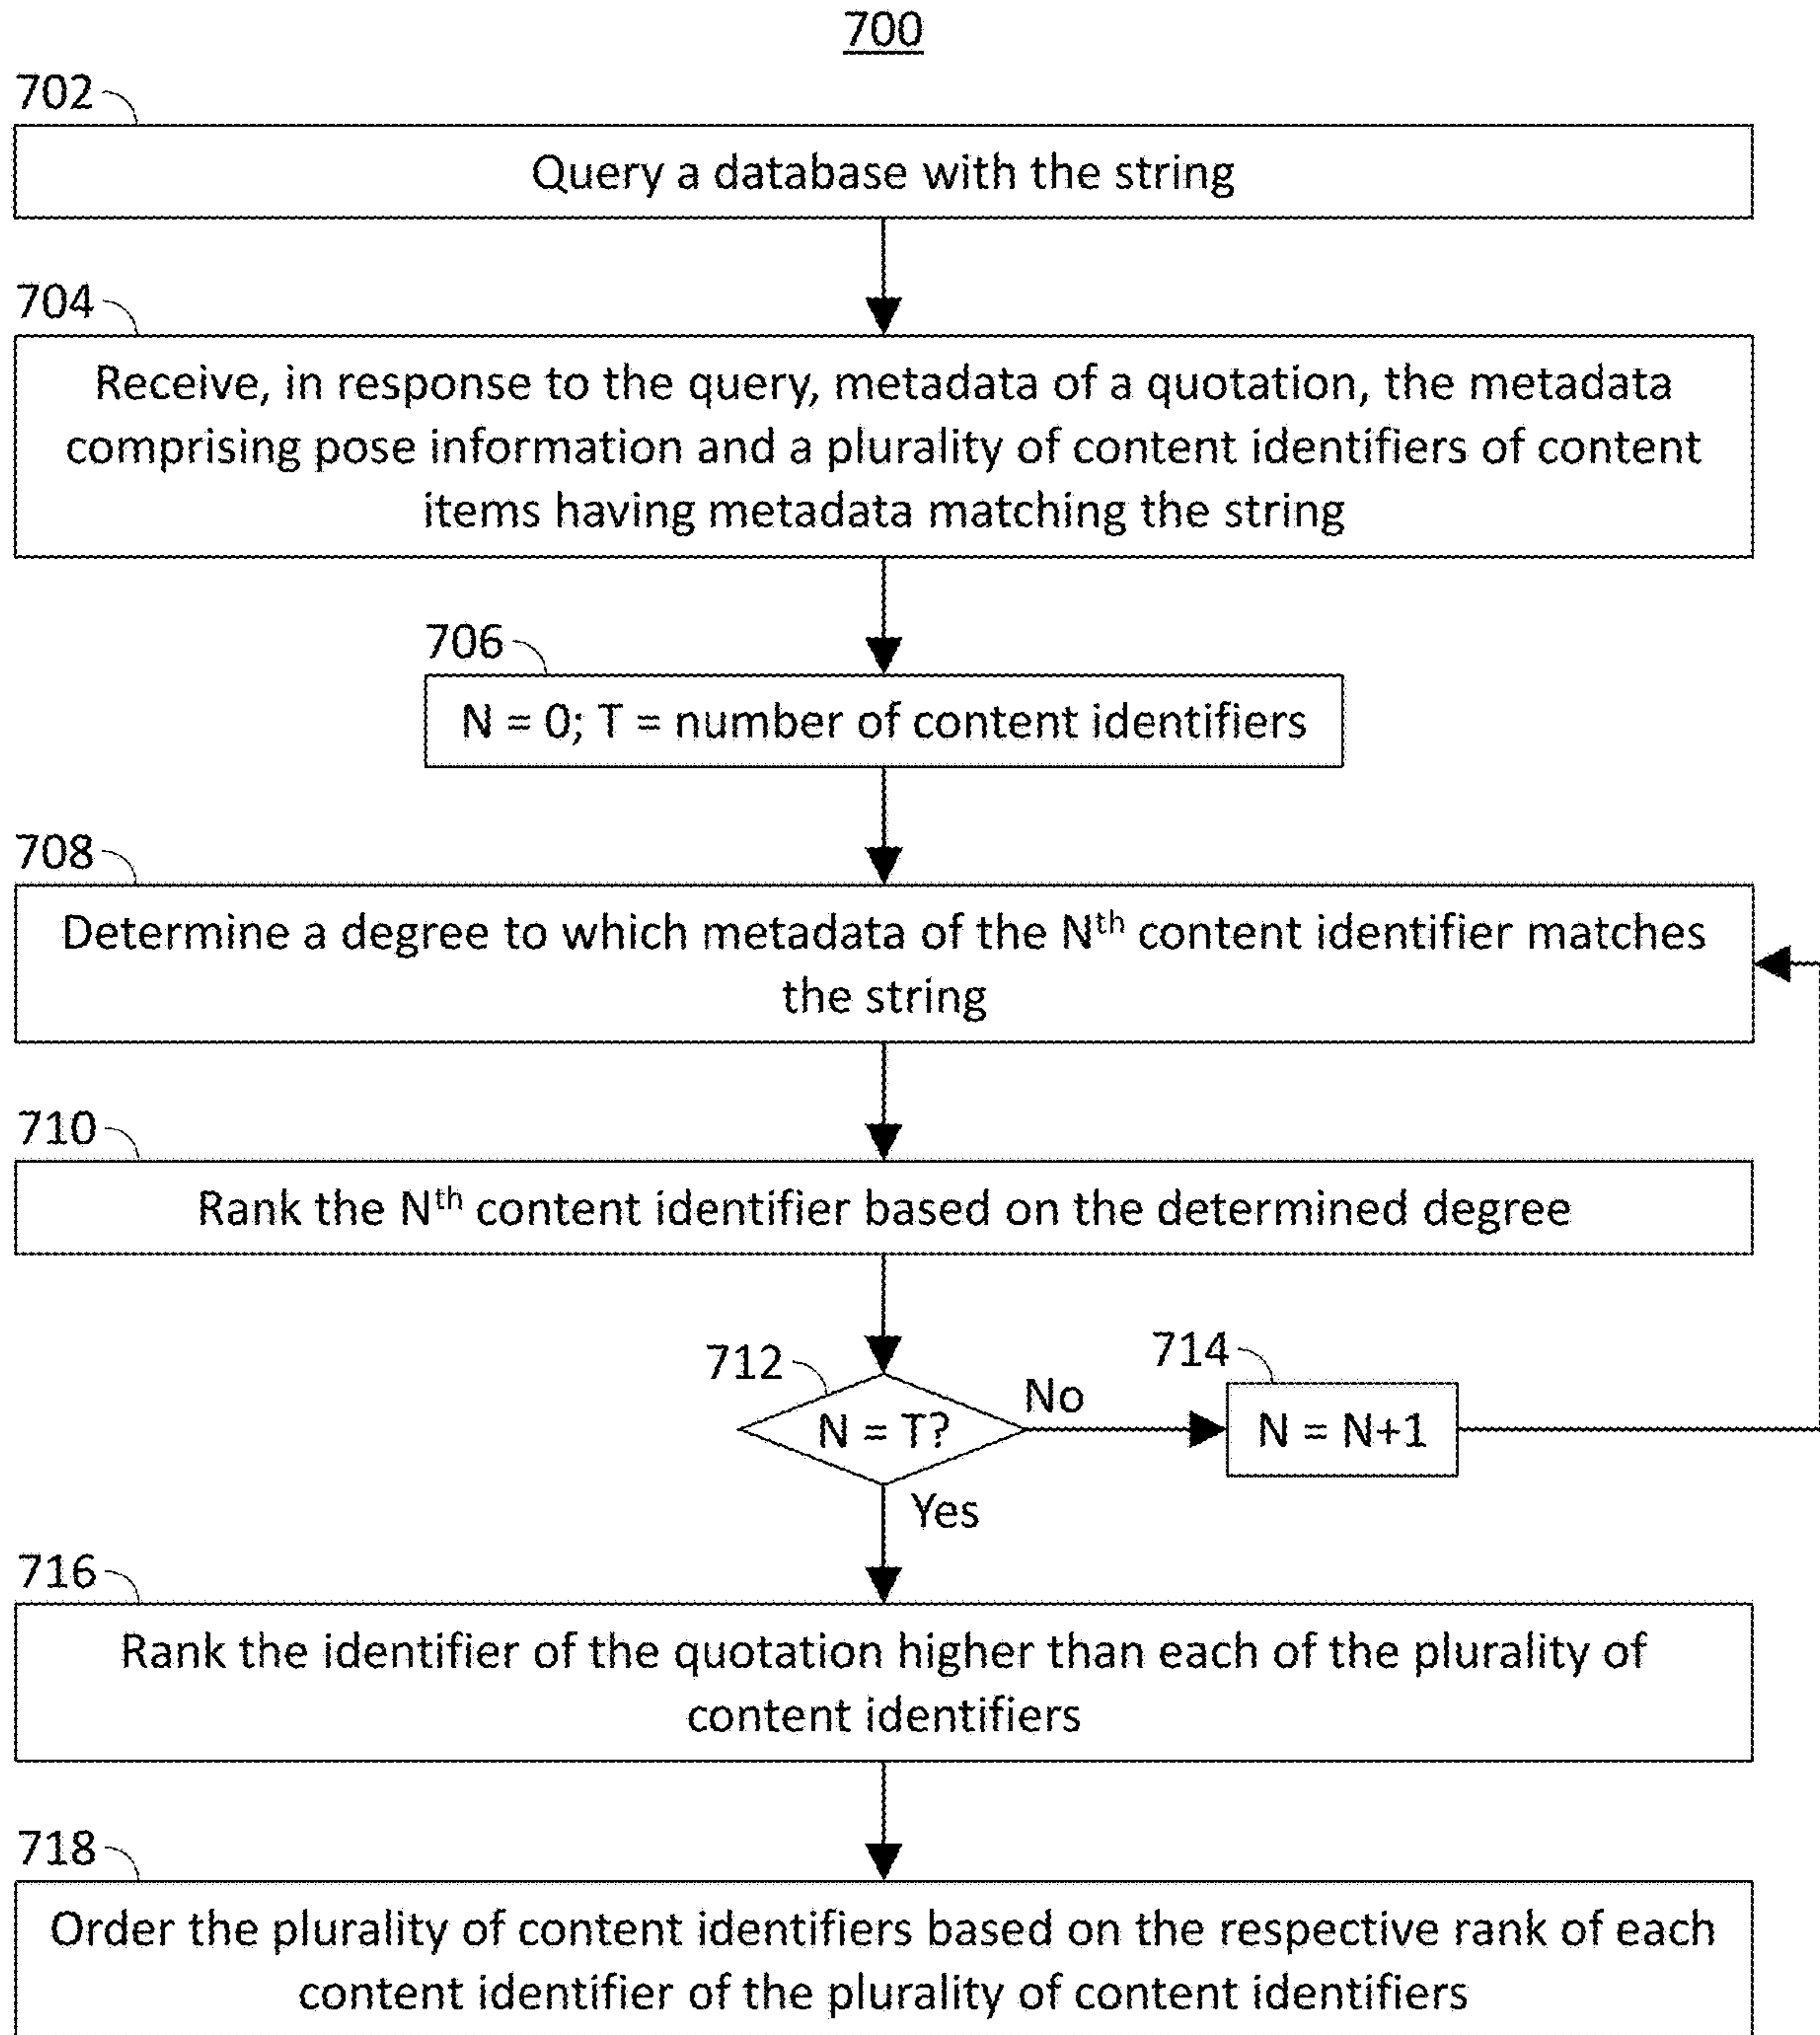 700
702
Query a database with the string
704
Receive, in response to the query, metadata of a quotation, the metadata
comprising pose information and a plurality of content identifiers of content
items having metadata matching the string
706
N = 0; T = number of content identifiers
708
Determine a degree to which metadata of the Nth content identifier matches
the string
710
Rank the Nth content identifier based on the determined degree
712
N = T?
No
714
N = N+1
Yes
716
Rank the identifier of the quotation higher than each of the plurality of
content identifiers
718
Order the plurality of content identifiers based on the respective rank of each
content identifier of the plurality of content identifiers